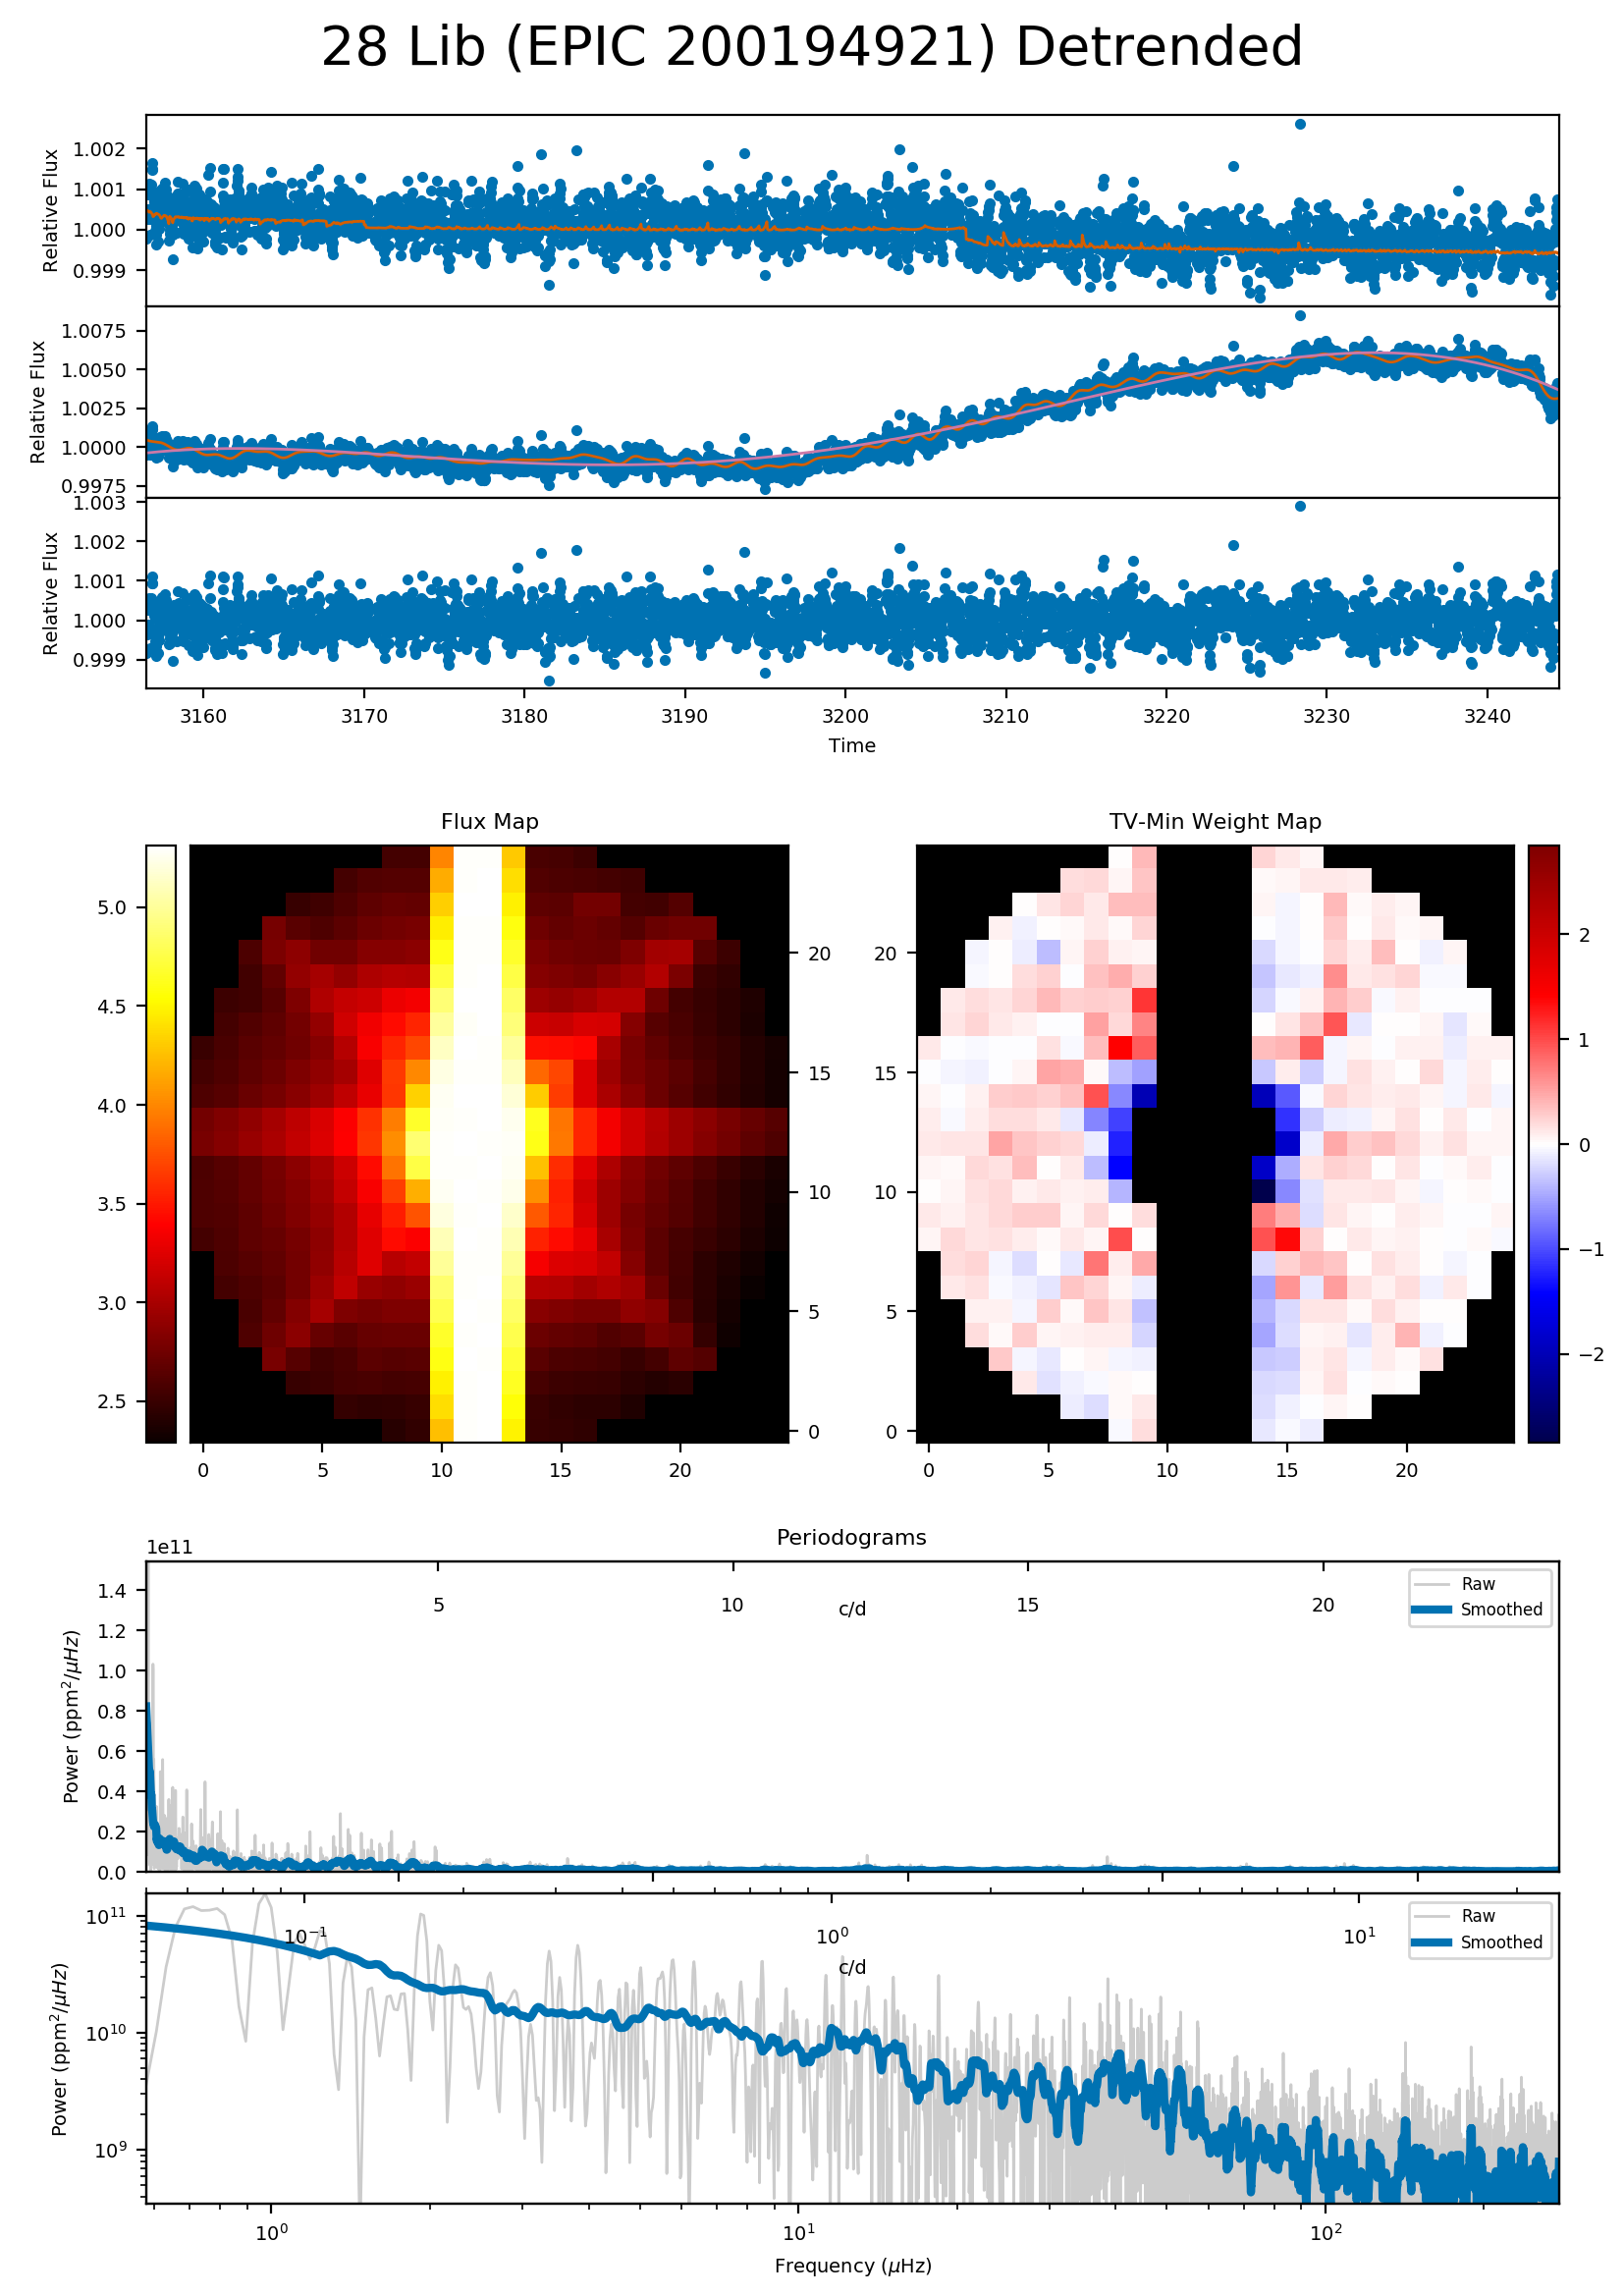 28 Lib (EPIC 200194921) Detrended
Relative Flux
1.002
1.001
1.000
0.999
Relative Flux
1.0075
1.0050
1.0025
1.0000
0.9975
Relative Flux
1.003
1.002
1.001
1.000
0.999
3160 3170 3180 3190 3200 3210 3220 3230 3240
Time
Flux Map
5.0
4.5
4.0
3.5
3.0
2.5
20
15
10
5
0
0 5 10 15 20
TV-Min Weight Map
20
15
10
5
0
0 5 10 15 20
2
1
0
−1
−2
Periodograms
1e11
Power (ppm²/μHz)
1.4
1.2
1.0
0.8
0.6
0.4
0.2
0.0
5 10 15 20
c/d
Raw
Smoothed
Power (ppm²/μHz)
10¹¹
10¹⁰
10⁹
10⁻¹ 10⁰ 10¹
c/d
Raw
Smoothed
10⁰ 10¹ 10²
Frequency (μHz)